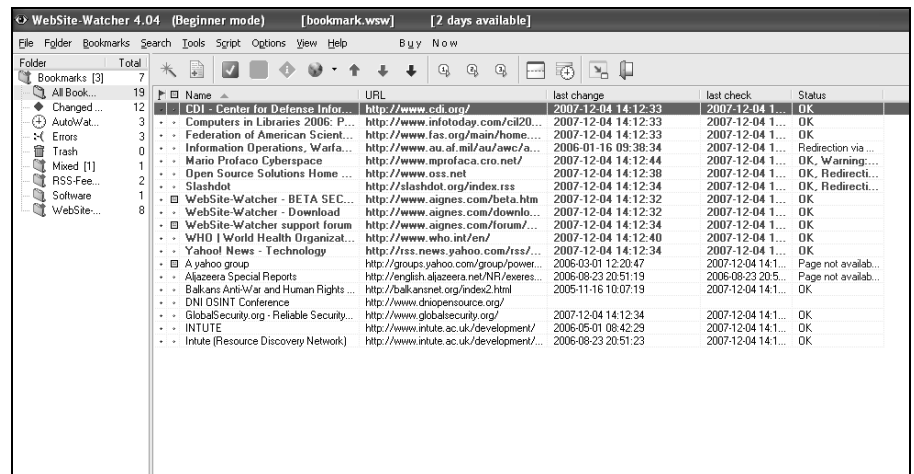 WebSite-Watcher 4.04 (Beginner mode) [bookmark.wsw] [2 days available]
File Folder Bookmarks Search Tools Script Options View Help Buy Now
Folder Total
Bookmarks [3] 7
All Book... 19
Changed ... 12
AutoWat... 3
Errors 3
Trash 0
Mixed [1] 1
RSS-Fee... 2
Software 1
WebSite-... 8
Name URL last change last check Status
CDI - Center for Defense Infor... http://www.cdi.org/ 2007-12-04 14:12:33 2007-12-04 1... OK
Computers in Libraries 2006: P... http://www.infotoday.com/cil20... 2007-12-04 14:12:33 2007-12-04 1... OK
Federation of American Scient... http://www.fas.org/main/home.... 2007-12-04 14:12:33 2007-12-04 1... OK
Information Operations, Warfa... http://www.au.af.mil/au/awc/a... 2006-01-16 09:38:34 2007-12-04 1... Redirection via ...
Mario Profaco Cyberspace http://www.mprofaca.cro.net/ 2007-12-04 14:12:44 2007-12-04 1... OK, Warning:...
Open Source Solutions Home ... http://www.oss.net 2007-12-04 14:12:38 2007-12-04 1... OK, Redirecti...
Slashdot http://slashdot.org/index.rss 2007-12-04 14:12:34 2007-12-04 1... OK, Redirecti...
WebSite-Watcher - BETA SEC... http://www.aignes.com/beta.htm 2007-12-04 14:12:32 2007-12-04 1... OK
WebSite-Watcher - Download http://www.aignes.com/downlo... 2007-12-04 14:12:32 2007-12-04 1... OK
WebSite-Watcher support forum http://www.aignes.com/forum/... 2007-12-04 14:12:34 2007-12-04 1... OK
WHO | World Health Organizat... http://www.who.int/en/ 2007-12-04 14:12:40 2007-12-04 1... OK
Yahoo! News - Technology http://rss.news.yahoo.com/rss/... 2007-12-04 14:12:34 2007-12-04 1... OK
A yahoo group http://groups.yahoo.com/group/power... 2006-03-01 12:20:47 2007-12-04 14:1... Page not availab...
Aljazeera Special Reports http://english.aljazeera.net/NR/exeres... 2006-08-23 20:51:19 2006-08-23 20:5... Page not availab...
Balkans Anti-War and Human Rights ... http://balkansnet.org/index2.html 2005-11-16 10:07:19 2007-12-04 14:1... OK
DNI OSINT Conference http://www.dniopensource.org/
GlobalSecurity.org - Reliable Security... http://www.globalsecurity.org/ 2007-12-04 14:12:34 2007-12-04 14:1... OK
INTUTE http://www.intute.ac.uk/development/ 2006-05-01 08:42:29 2007-12-04 14:1... OK
Intute (Resource Discovery Network) http://www.intute.ac.uk/development/... 2006-08-23 20:51:23 2007-12-04 14:1... OK